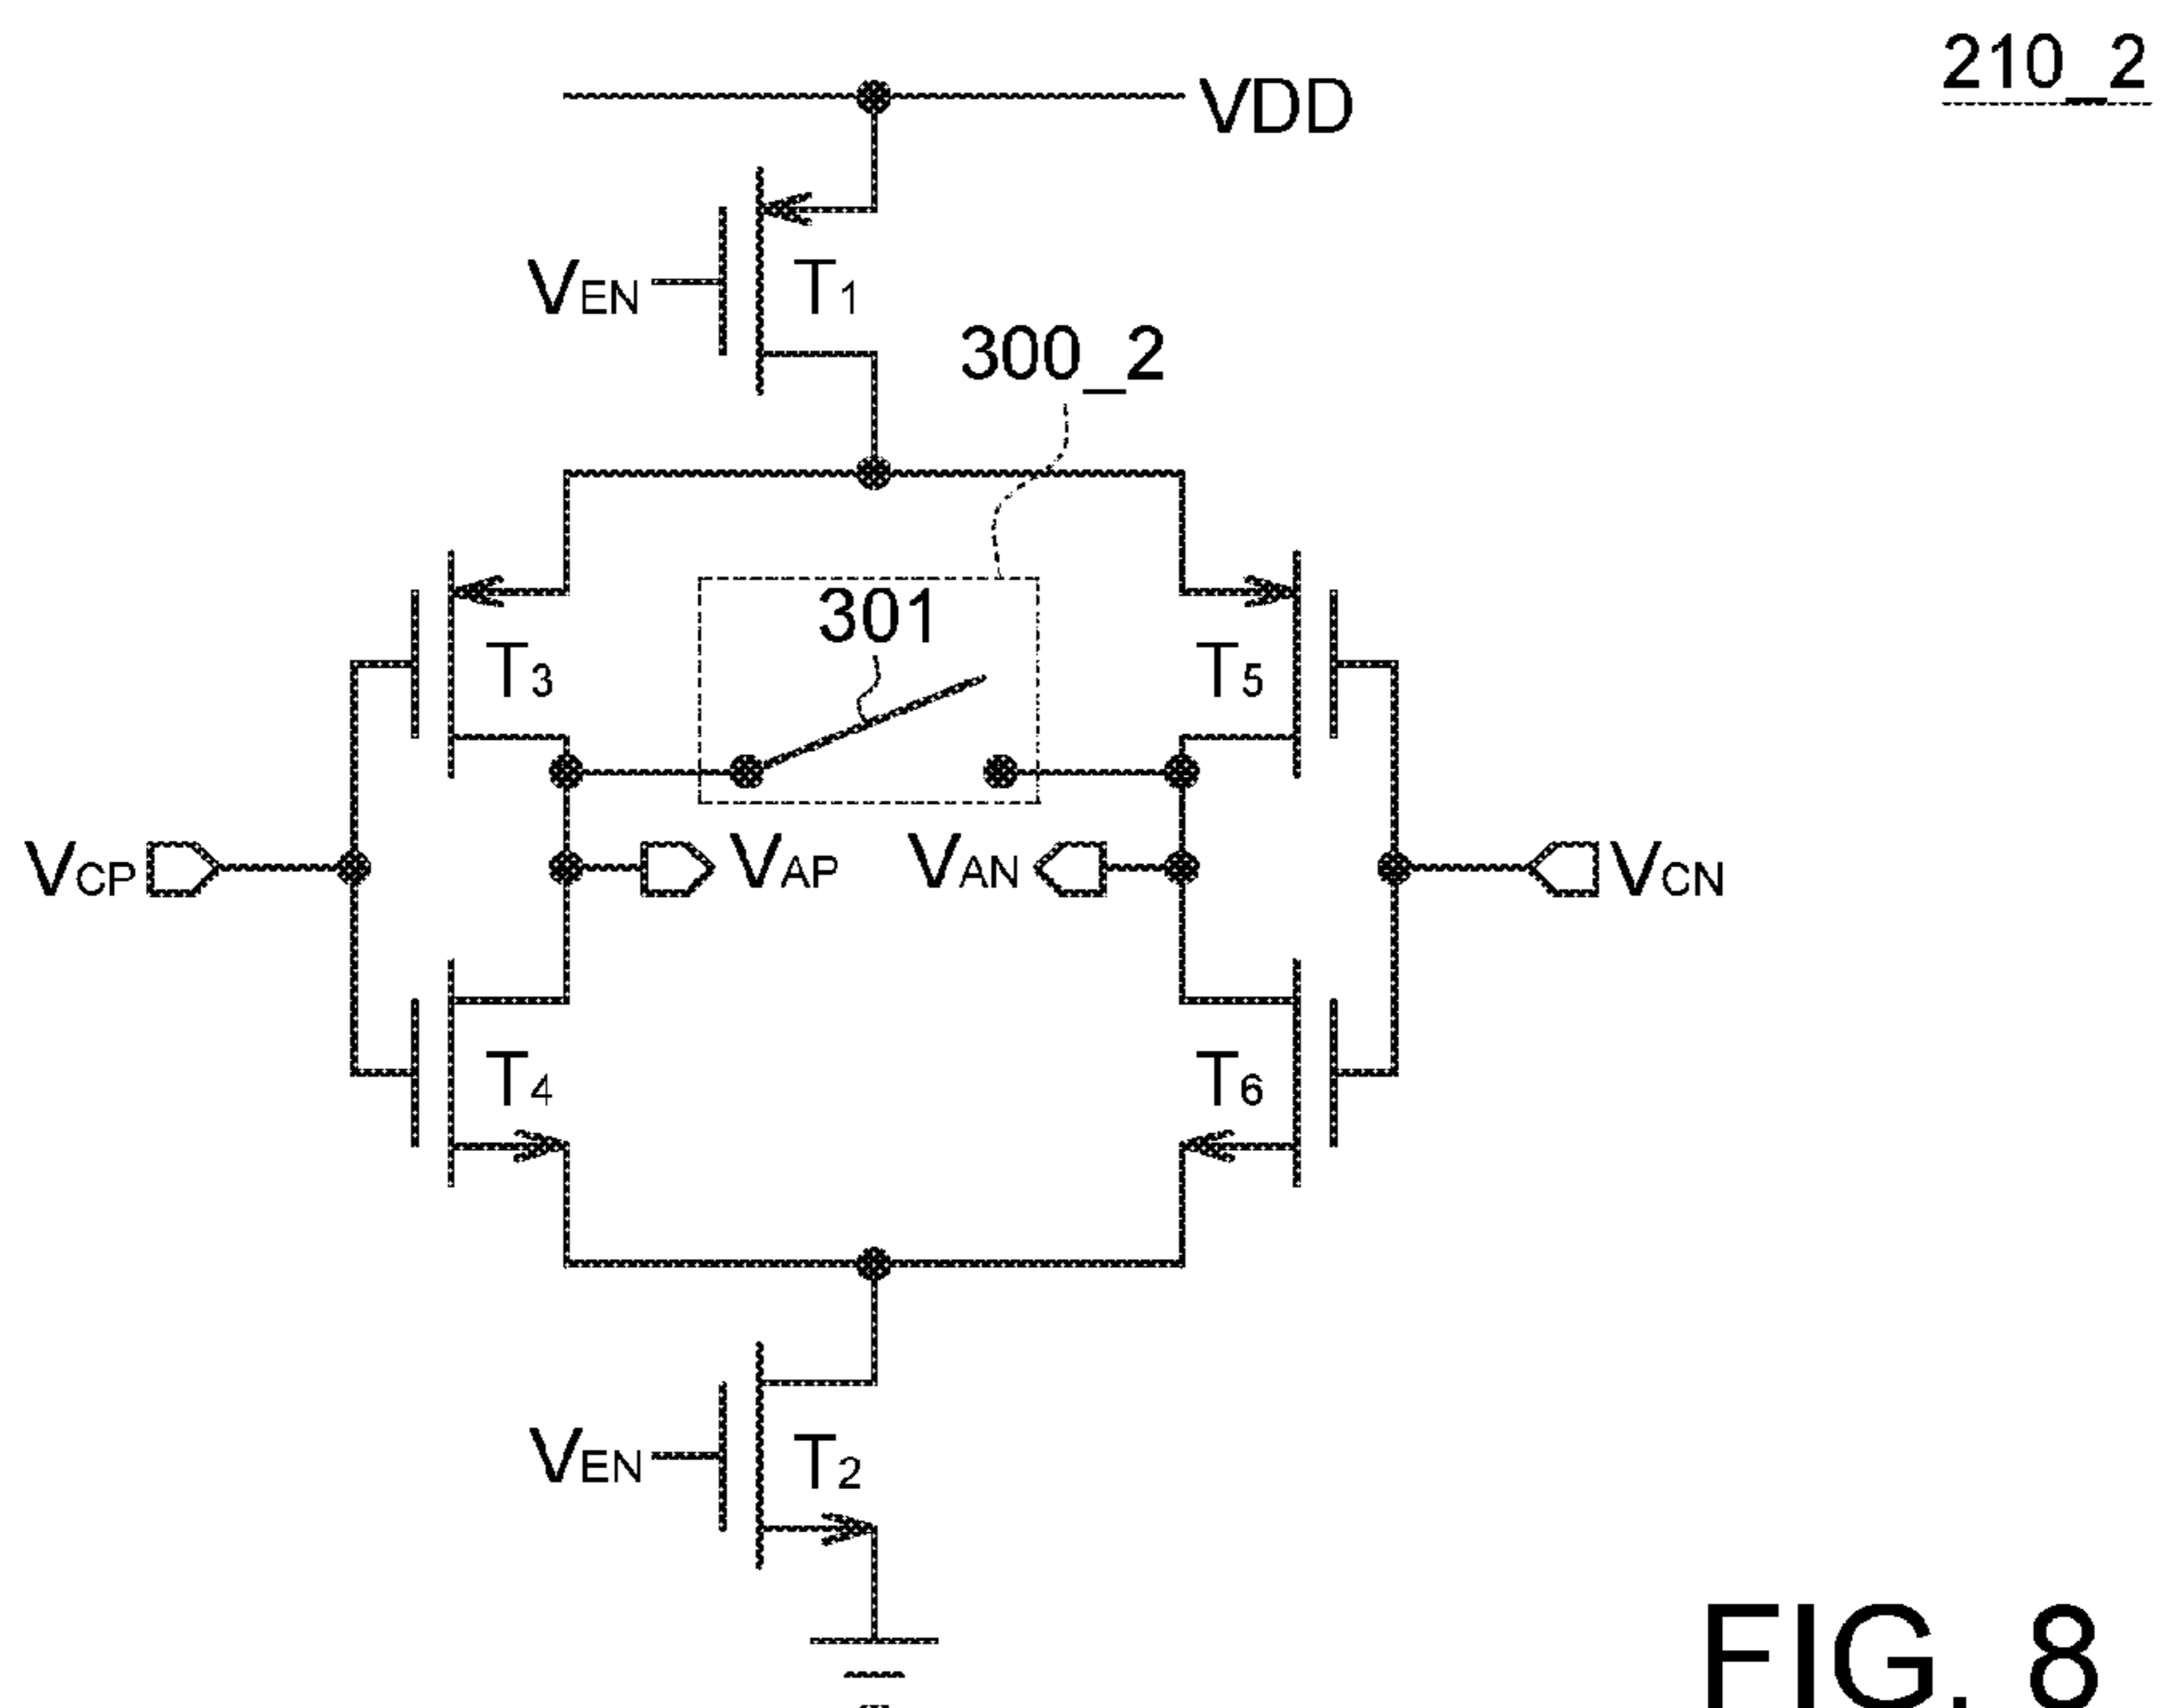 210_2
VDD
VEN
T1
300_2
301
T3
T5
VCP
VAP
VAN
VCN
T4
T6
VEN
T2
FIG. 8